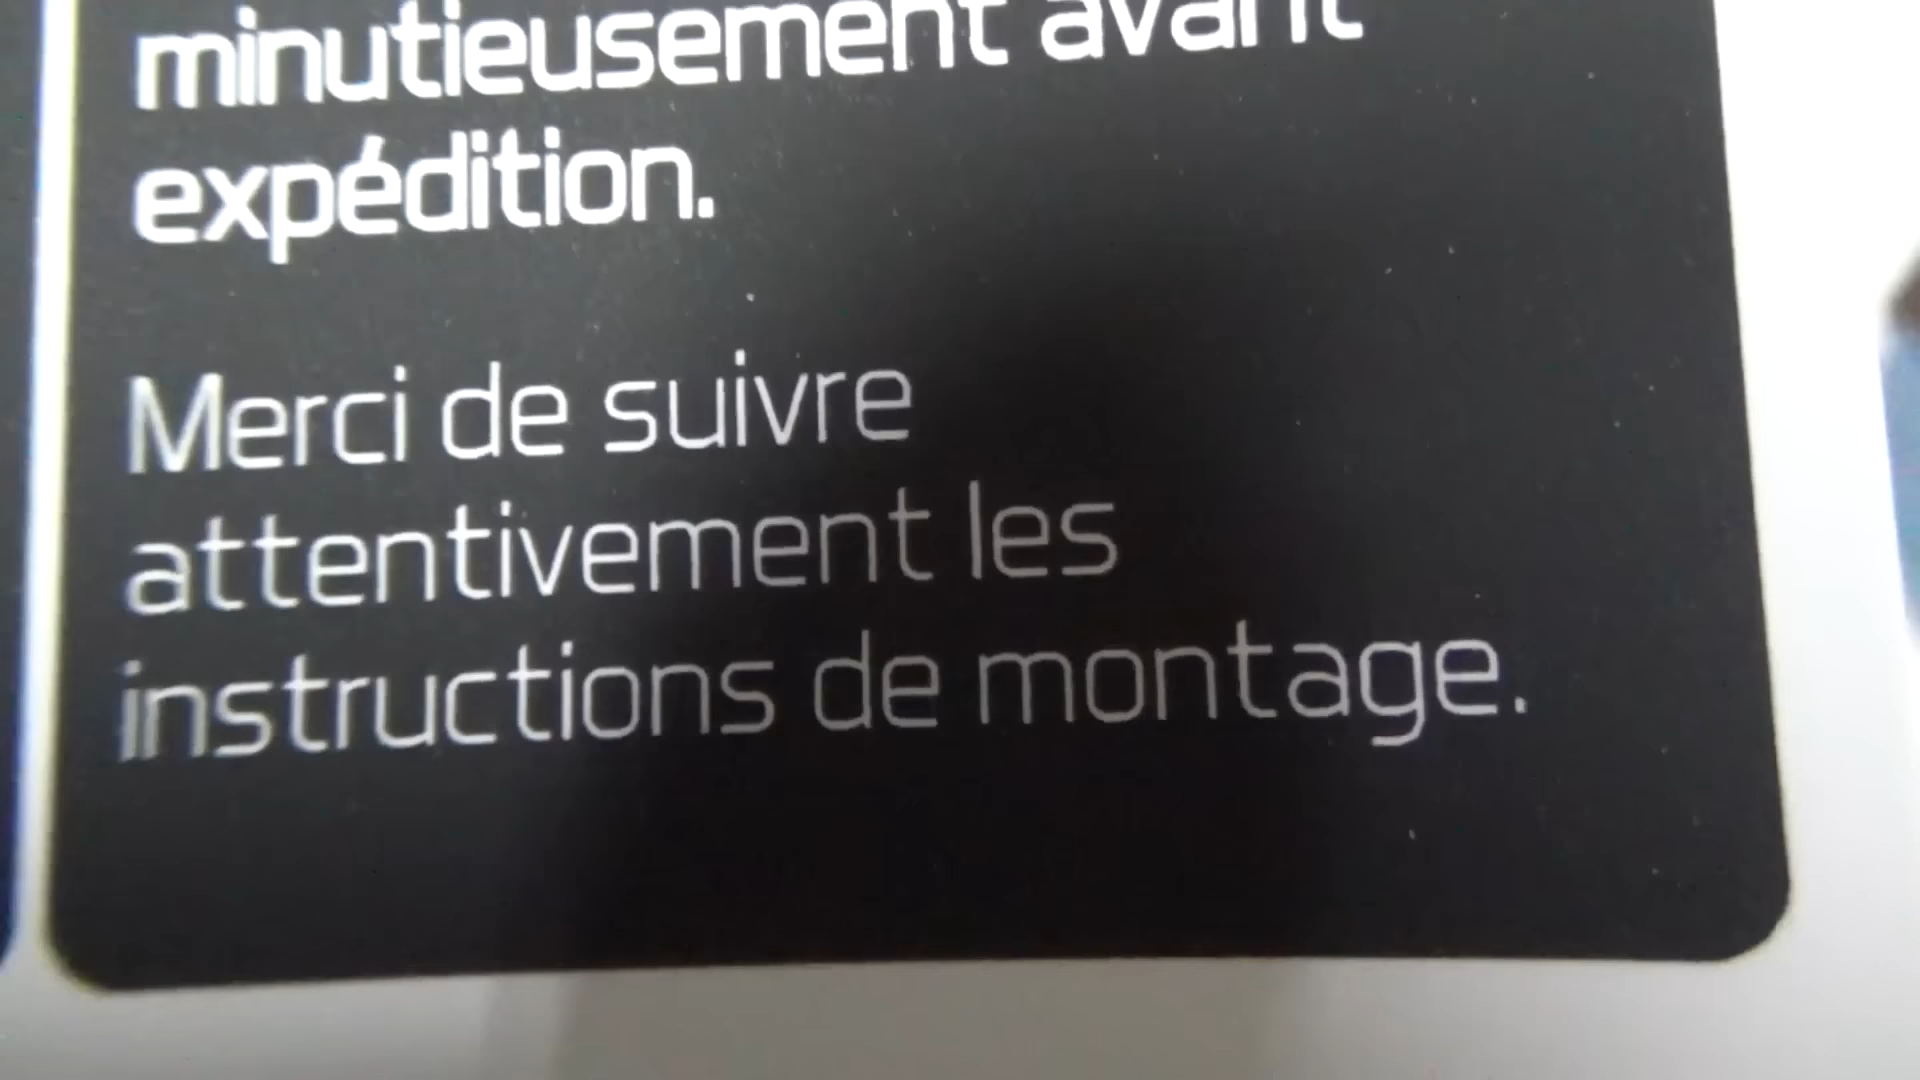 minutieusement avant
expédition.
Merci de suivre
attentivement les
instructions de montage.